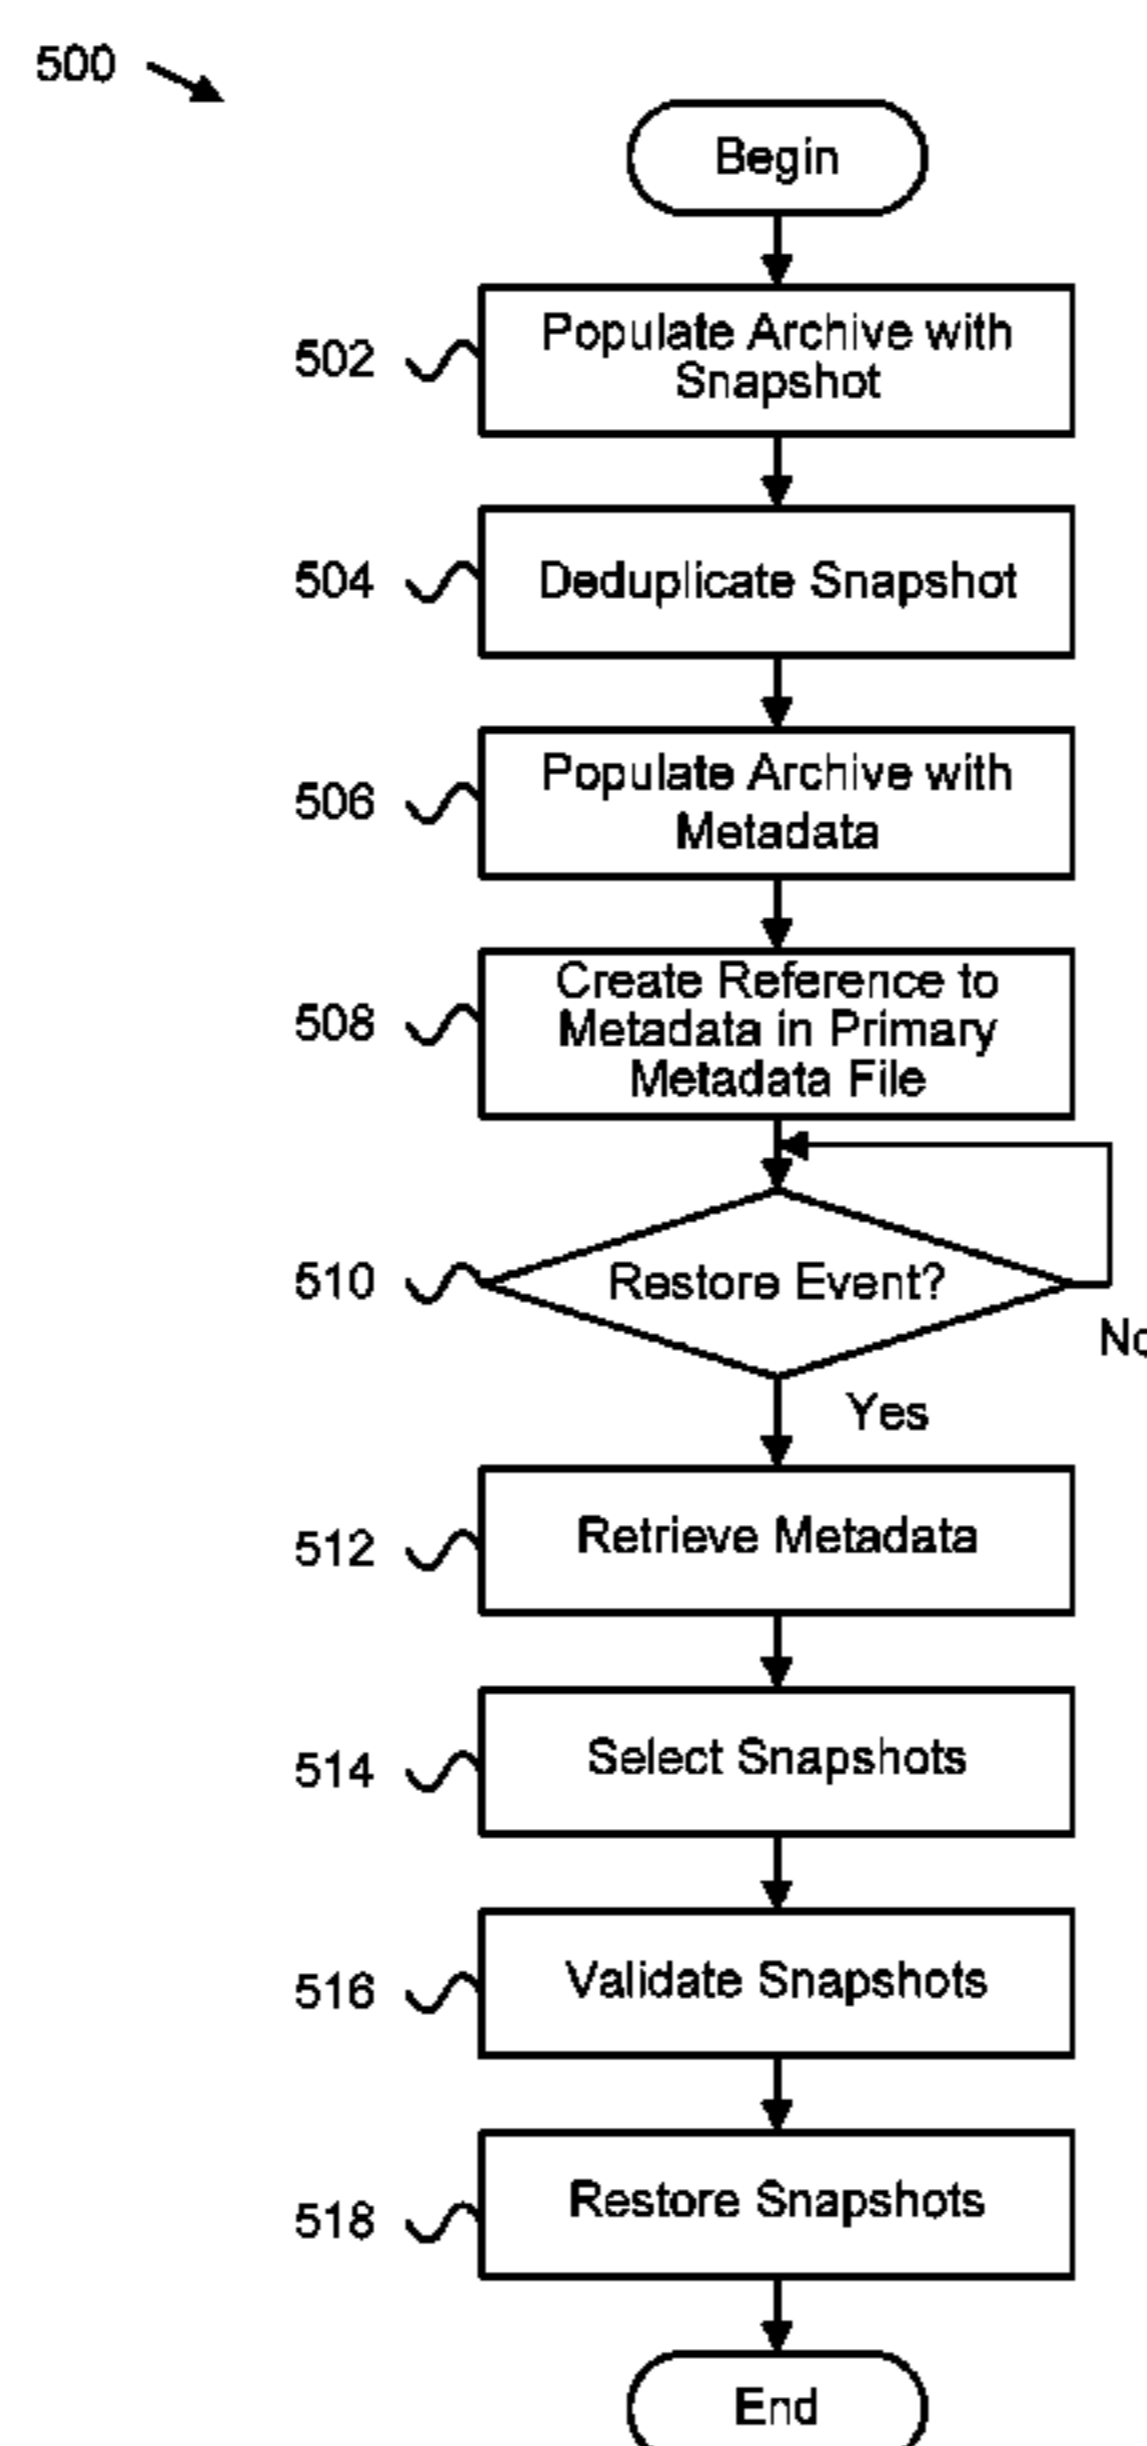 500
Begin
502
Populate Archive with
Snapshot
504
Deduplicate Snapshot
506
Populate Archive with
Metadata
508
Create Reference to
Metadata in Primary
Metadata File
510
Restore Event?
No
Yes
512
Retrieve Metadata
514
Select Snapshots
516
Validate Snapshots
518
Restore Snapshots
End